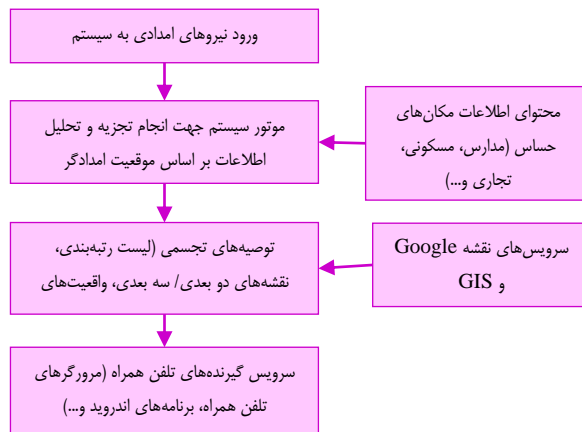 ورود نیروهای امدادی به سیستم
موتور سیستم جهت انجام تجزیه و تحلیل
اطلاعات بر اساس موقعیت امدادگر
محتوای اطلاعات مکان‌های
حساس (مدارس، مسکونی،
تجاری و...)
توصیه‌های تجسمی (لیست رتبه‌بندی،
نقشه‌های دو بعدی/ سه بعدی، واقعیت‌های
سرویس‌های نقشه Google
و GIS
سرویس گیرنده‌های تلفن همراه (مرورگرهای
تلفن همراه، برنامه‌های اندروید و...)